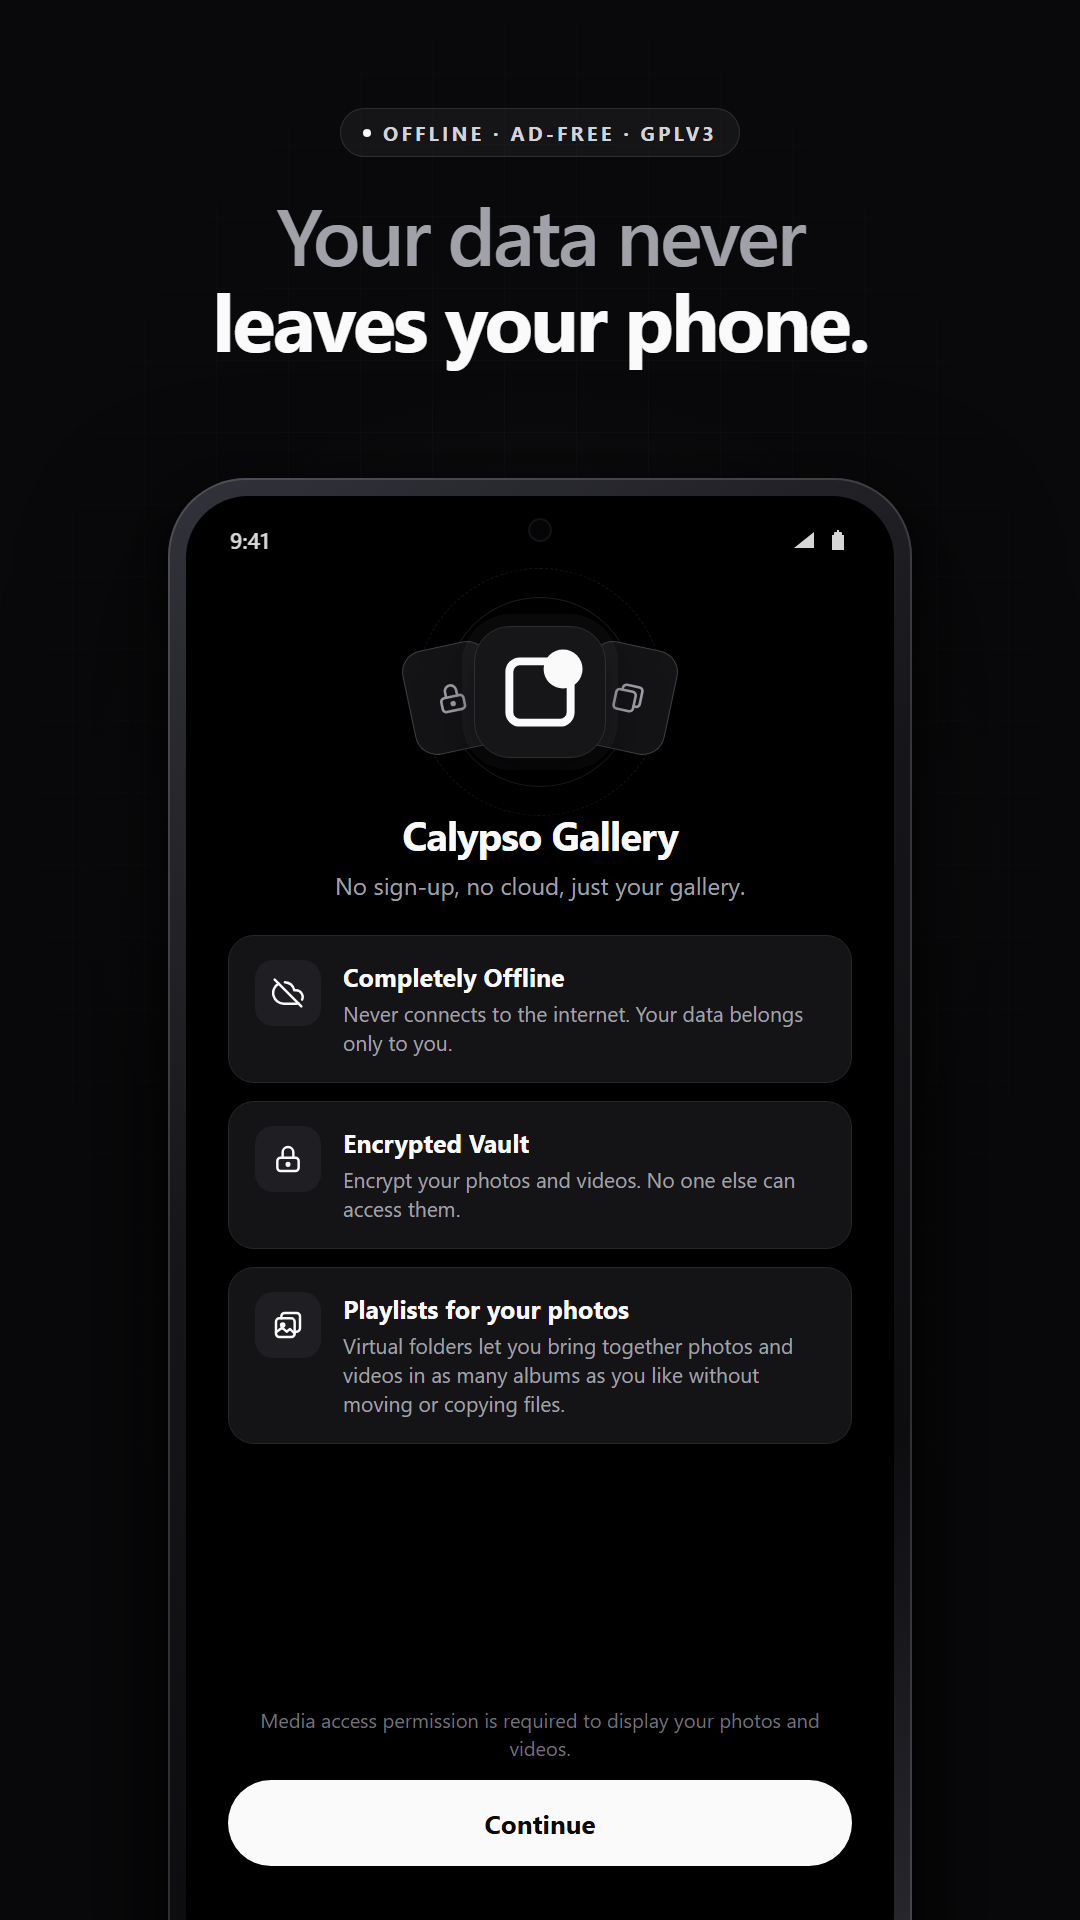 OFFLINE · AD-FREE · GPLV3
Your data never
leaves your phone.
9:41
Calypso Gallery
No sign-up, no cloud, just your gallery.
Completely Offline
Never connects to the internet. Your data belongs
only to you.
Encrypted Vault
Encrypt your photos and videos. No one else can
access them.
Playlists for your photos
Virtual folders let you bring together photos and
videos in as many albums as you like without
moving or copying files.
Media access permission is required to display your photos and
videos.
Continue